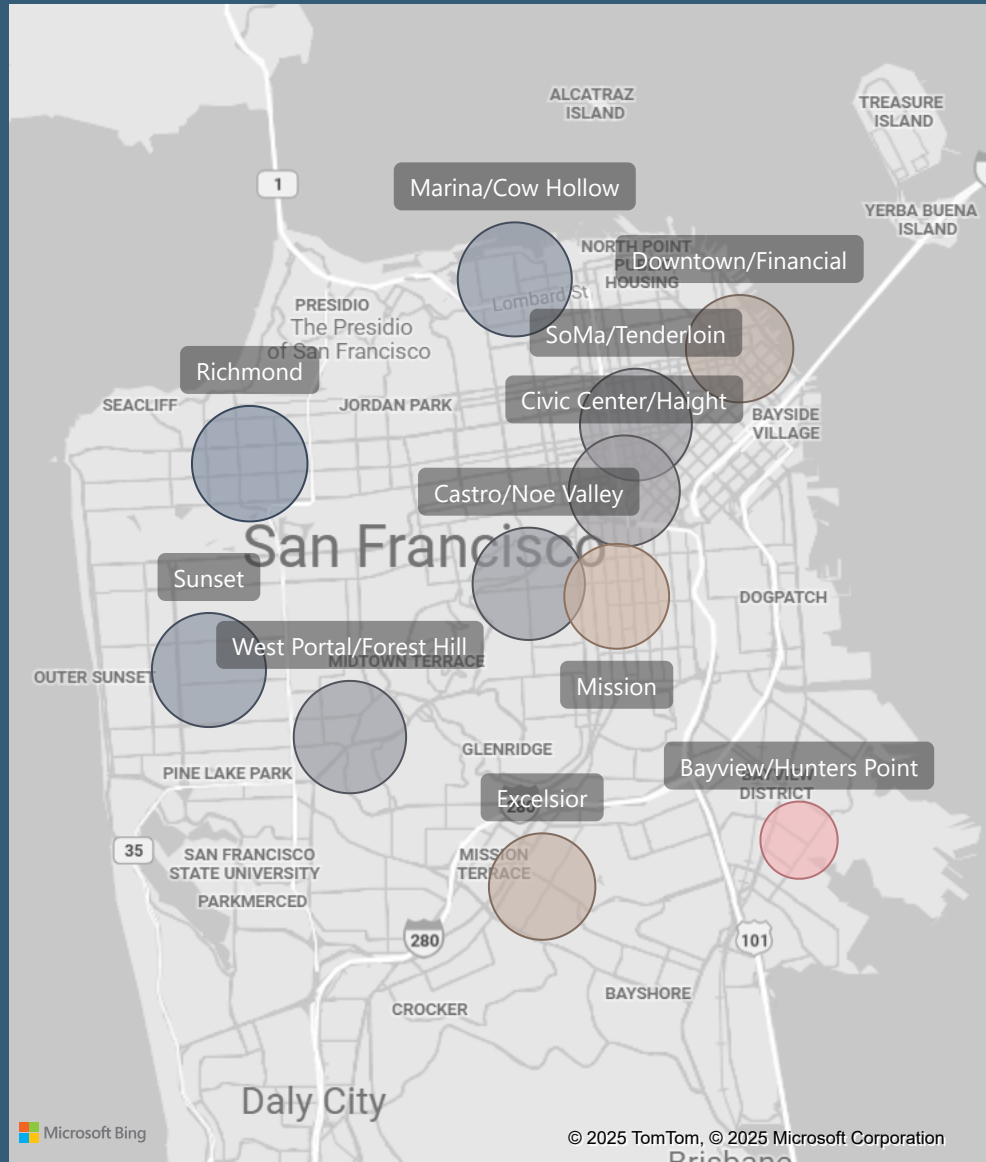 ALCATRAZ
ISLAND
TREASURE
ISLAND
1
Marina/Cow Hollow
YERBA BUENA
ISLAND
NORTH POINT
PUBLIC
HOUSING
Downtown/Financial
Lombard St
PRESIDIO
The Presidio
of San Francisco
SoMa/Tenderloin
Richmond
SEACLIFF
JORDAN PARK
Civic Center/Haight
BAYSIDE
VILLAGE
Castro/Noe Valley
San Francisco
Sunset
DOGPATCH
West Portal/Forest Hill
MIDTOWN TERRACE
OUTER SUNSET
Mission
GLENRIDGE
PINE LAKE PARK
Bayview/Hunters Point
BAYVIEW
DISTRICT
Excelsior
280
35
SAN FRANCISCO
STATE UNIVERSITY
MISSION
TERRACE
PARKMERCED
280
101
BAYSHORE
CROCKER
Daly City
Microsoft Bing
© 2025 TomTom, © 2025 Microsoft Corporation
Brisbane